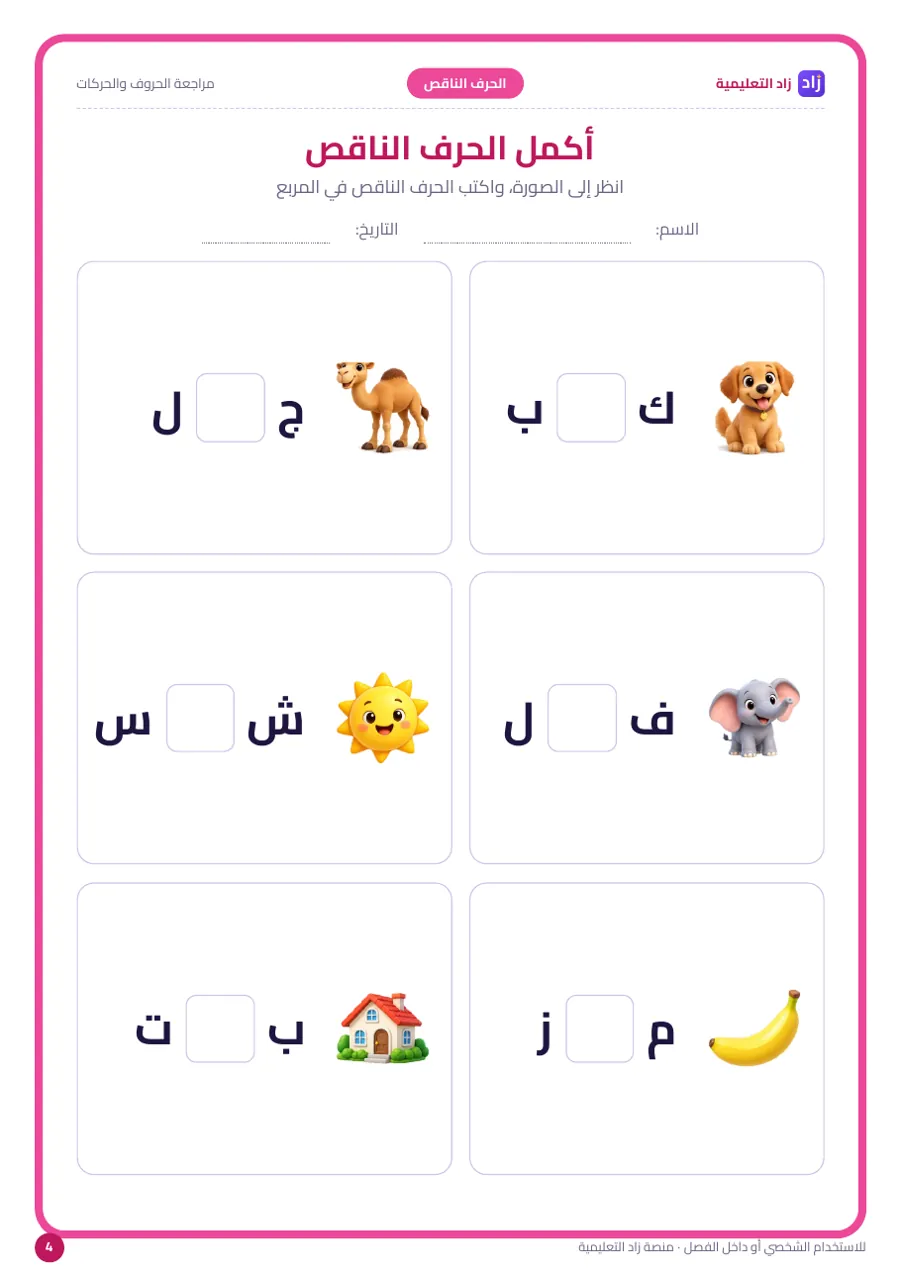 زاد زاد التعليمية
الحرف الناقص
مراجعة الحروف والحركات
أكمل الحرف الناقص
انظر إلى الصورة، واكتب الحرف الناقص في المربع
الاسم: التاريخ:
ك ب
ج ل
ف ل
ش س
م ز
ب ت
للاستخدام الشخصي أو داخل الفصل · منصة زاد التعليمية
4